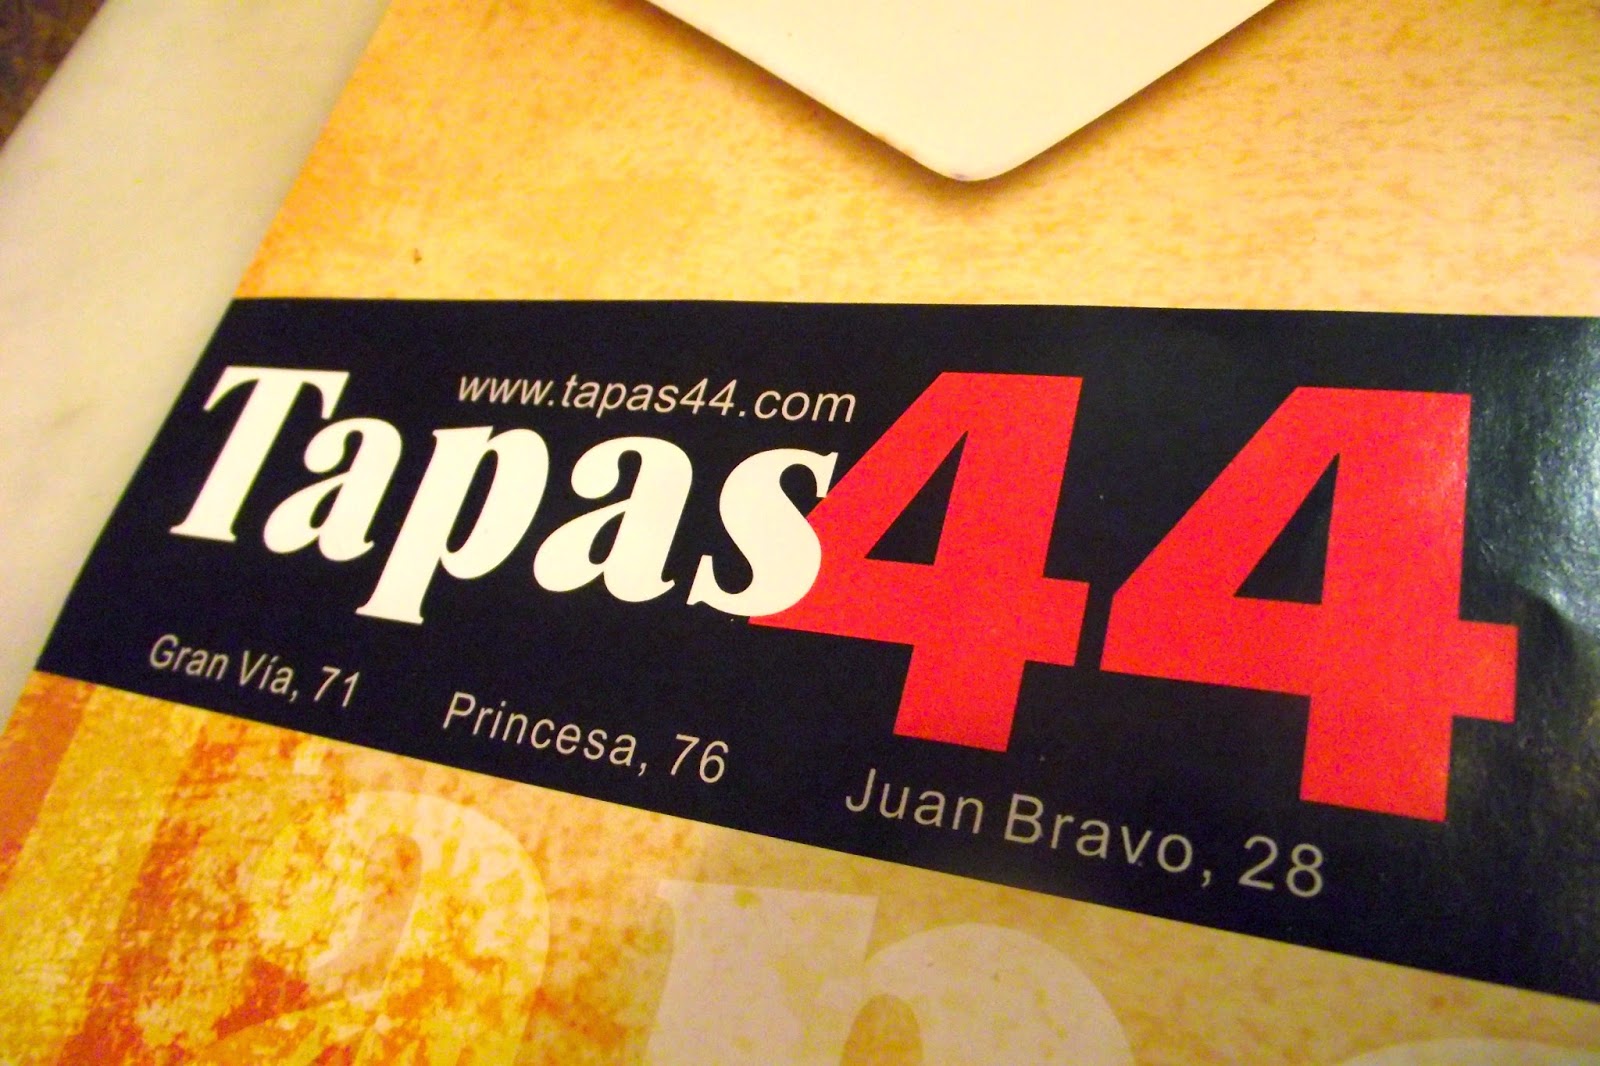 www.tapas44.com
Tapas44
Gran Vía, 71 Princesa, 76 Juan Bravo, 28